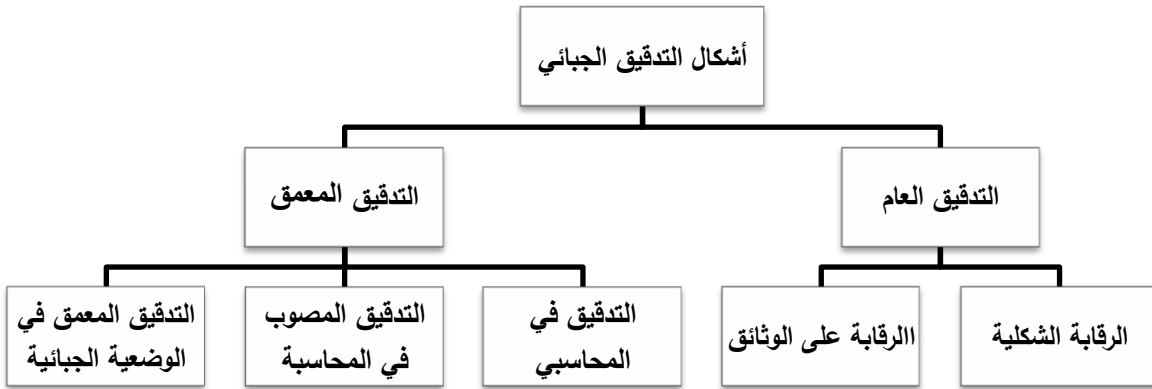 أشكال التدقيق الجبائي
التدقيق العام
التدقيق المعمق
الرقابة الشكلية
االرقابة على الوثائق
التدقيق في
المحاسبي
التدقيق المصوب
في المحاسبة
التدقيق المعمق في
الوضعية الجبائية